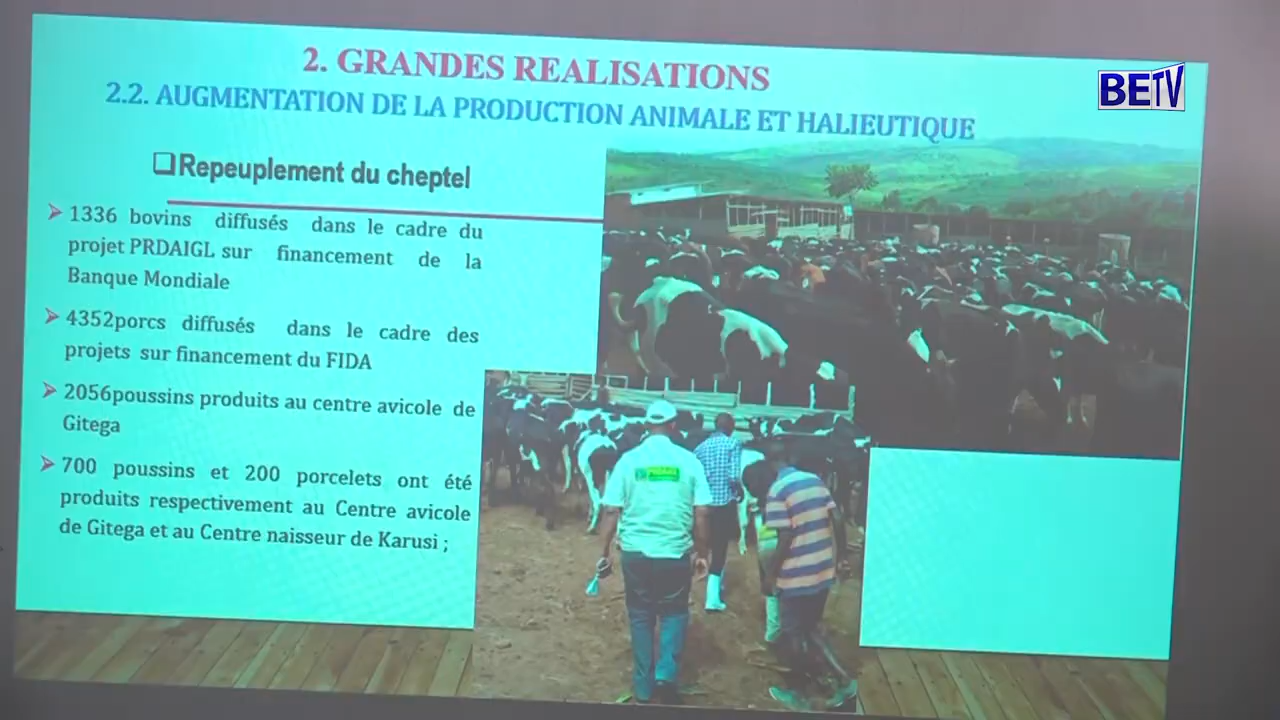 2. GRANDES REALISATIONS
2.2. AUGMENTATION DE LA PRODUCTION ANIMALE ET HALIEUTIQUE
BETV
❑Repeuplement du cheptel
➢ 1336 bovins diffusés dans le cadre du
projet PRDAIGL sur financement de la
Banque Mondiale
➢ 4352porcs diffusés dans le cadre des
projets sur financement du FIDA
➢ 2056poussins produits au centre avicole de
Gitega
➢ 700 poussins et 200 porcelets ont été
produits respectivement au Centre avicole
de Gitega et au Centre naisseur de Karusi ;